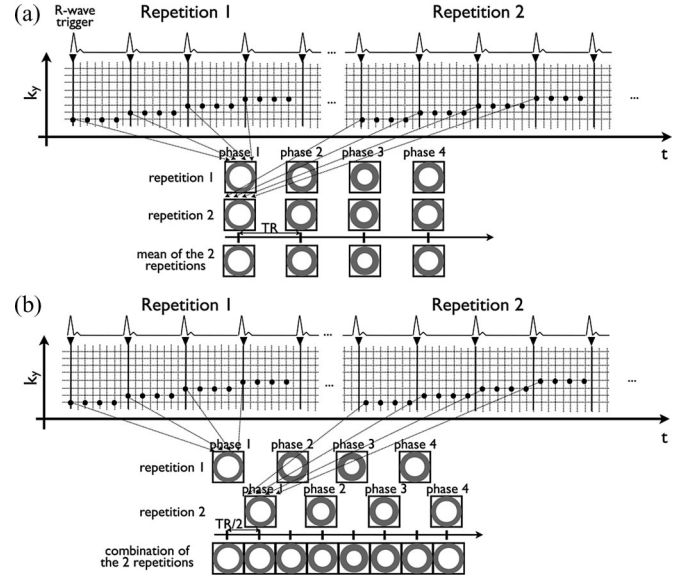 (a)
R-wave
trigger
Repetition 1
Repetition 2
...
ky
...
...
t
phase 1
phase 2
phase 3
phase 4
repetition 1
repetition 2
TR
mean of the 2
repetitions
(b)
Repetition 1
Repetition 2
...
ky
...
...
t
phase 1
phase 2
phase 3
phase 4
repetition 1
phase 1
phase 2
phase 3
phase 4
repetition 2
TR/2
combination of
the 2 repetitions